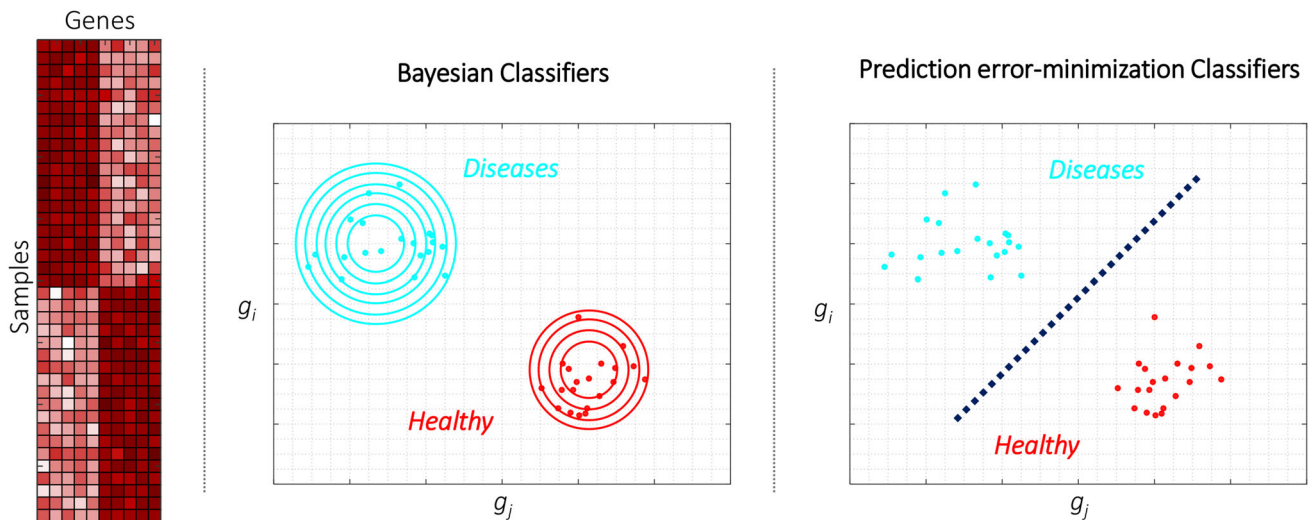 Genes
Samples
Bayesian Classifiers
Diseases
g_i
Healthy
g_j
Prediction error-minimization Classifiers
Diseases
g_i
Healthy
g_j